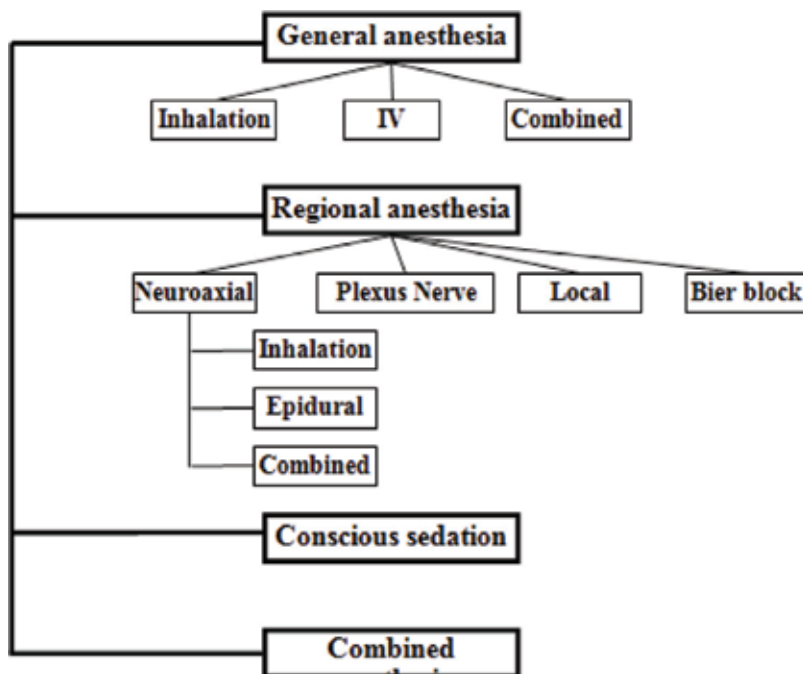 General anesthesia
Inhalation IV Combined
Regional anesthesia
Neuroaxial Plexus Nerve Local Bier block
Inhalation
Epidural
Combined
Conscious sedation
Combined